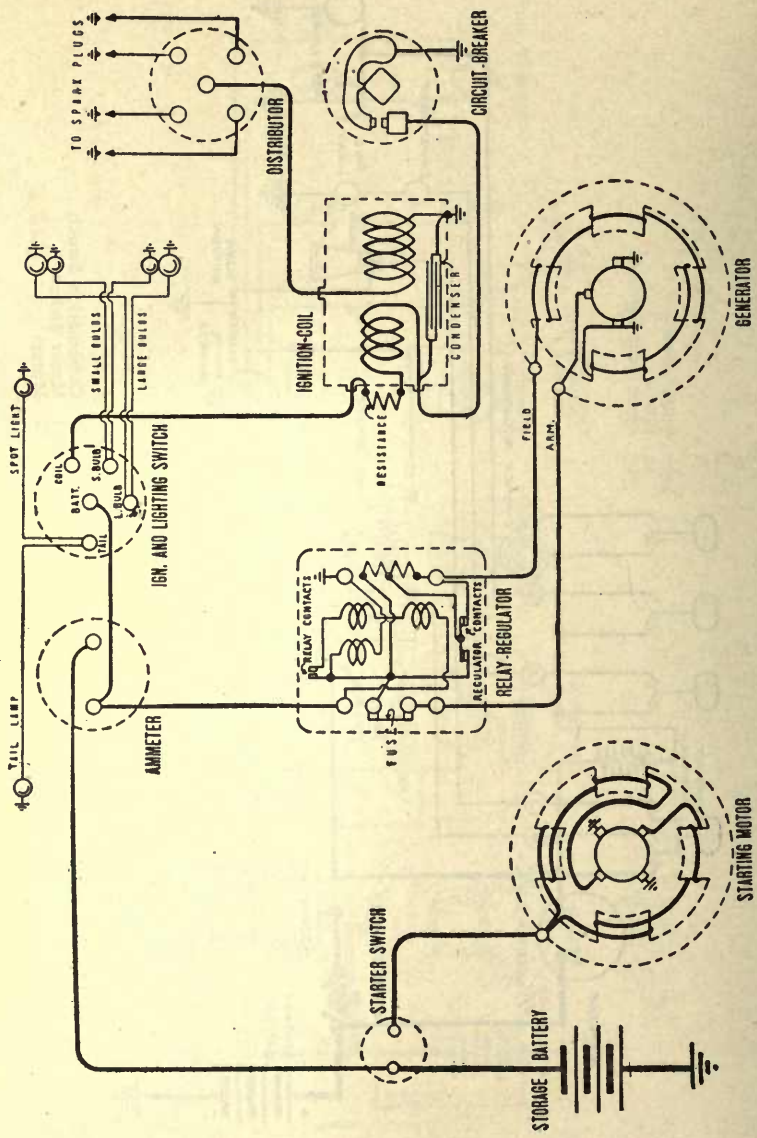 TO SPARK PLUGS
DISTRIBUTOR
CIRCUIT-BREAKER
SMALL BULBS
LARGE BULBS
SPOT LIGHT
COIL
S. BULB
BATT.
L. BULB
TAIL
IGN. AND LIGHTING SWITCH
IGNITION-COIL
CONDENSER
RESISTANCE
TAIL LAMP
AMMETER
RELAY CONTACTS
REGULATOR CONTACTS
RELAY-REGULATOR
FUSE
FIELD
ARM.
GENERATOR
STARTER SWITCH
STORAGE BATTERY
STARTING MOTOR